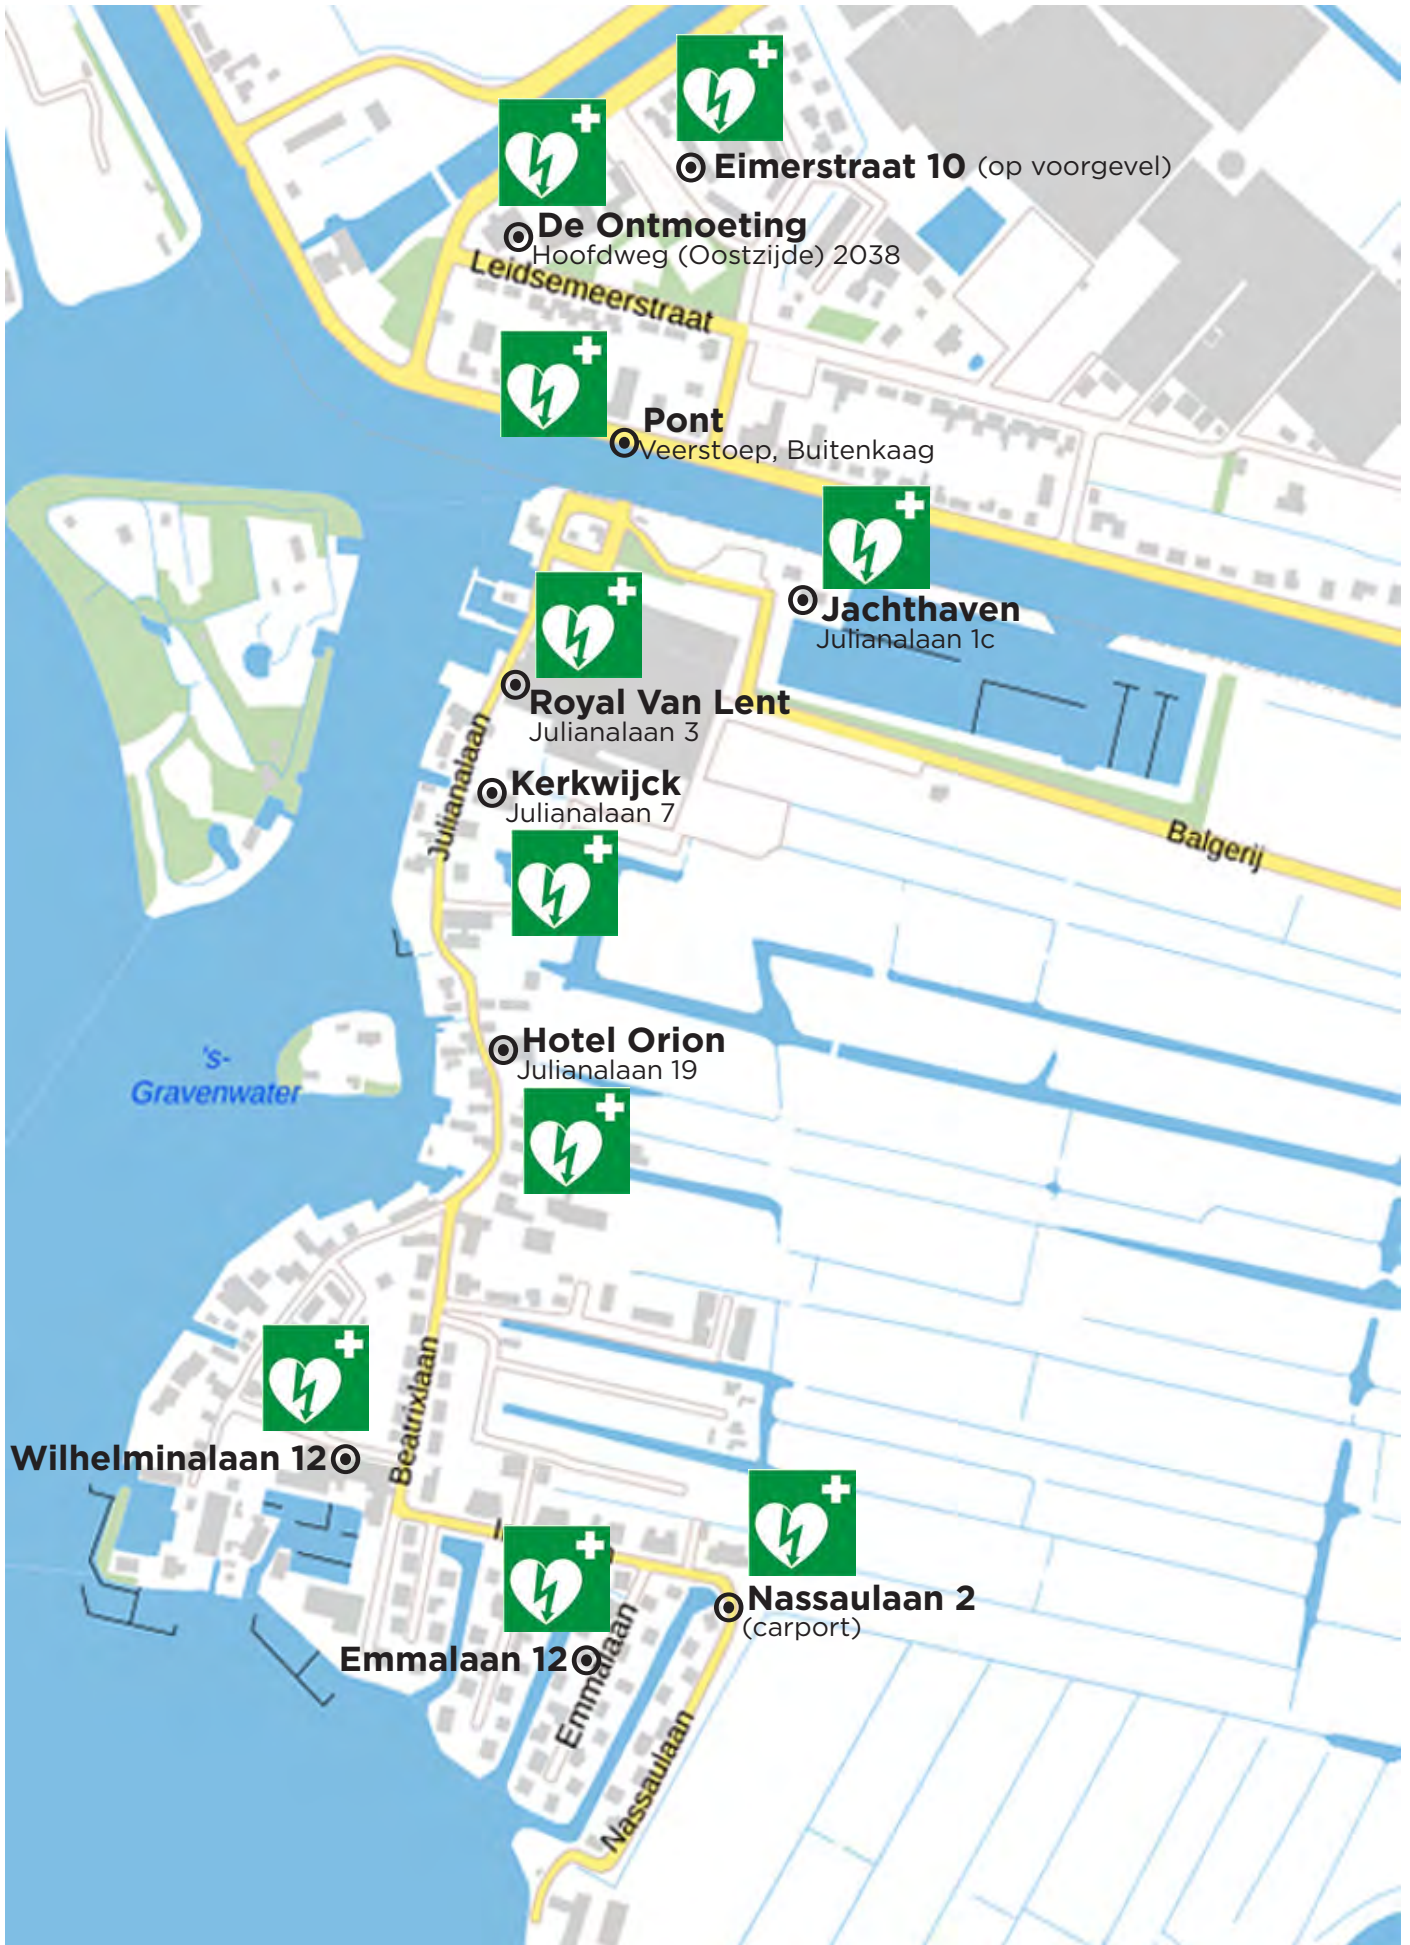 Eimerstraat 10 (op voorgevel)
De Ontmoeting
Hoofdweg (Oostzijde) 2038
Leidsemeerstraat
Pont
Veerstoep, Buitenkaag
Jachthaven
Julianalaan 1c
Royal Van Lent
Julianalaan 3
Julianalaan
Kerkwijck
Julianalaan 7
Balgerij
Hotel Orion
Julianalaan 19
's-
Gravenwater
Beatrixlaan
Wilhelminalaan 12
Nassaulaan 2
(carport)
Emmalaan 12
Emmalaan
Nassaulaan